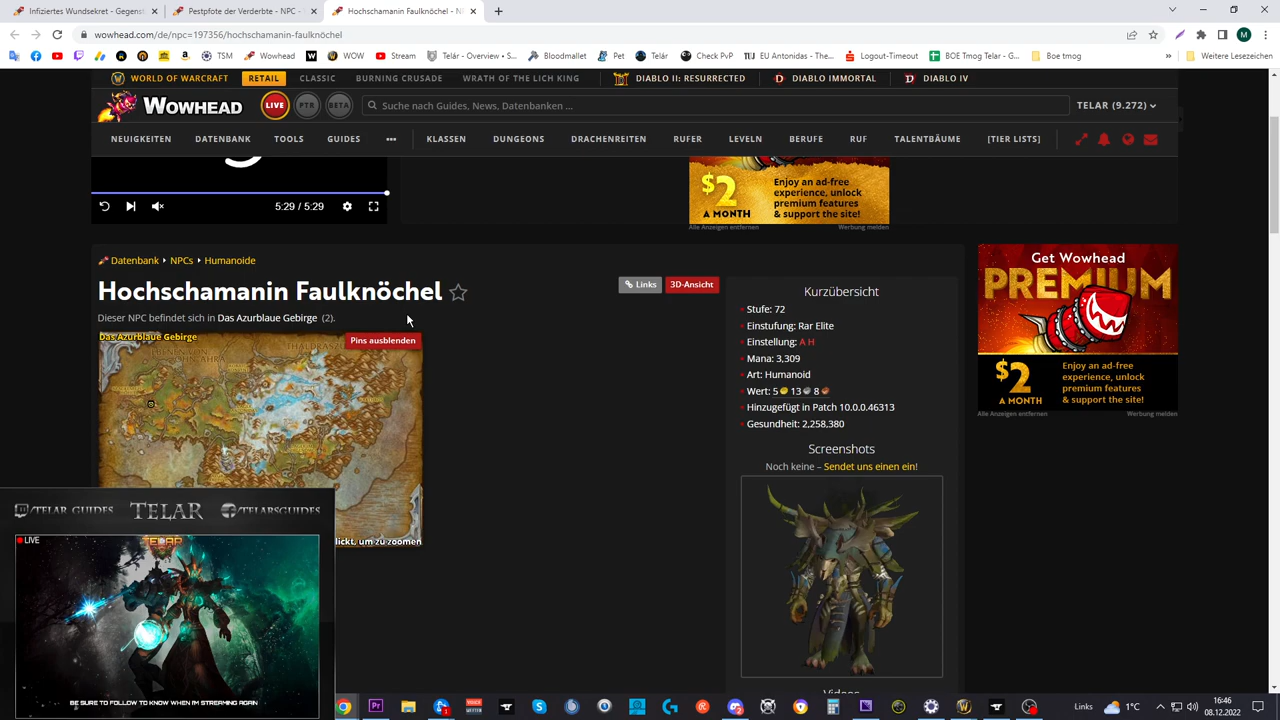 Infiziertes Wundergenst
Werdende Pfeffer - NPC -
Hochschamanin Faulknöchel - NP
wowhead.com/de/npc=197356/hochschamanin-faulknöchel
TSM
Amazon
Wow
Stream
Telár - Overview •...
Bloodmallet
Pet
Telar
Check PvP
EU Antonidas - Th...
Logout-Timeout
BOE Tmog Telar - G...
Boe tmog
Weitere Lesezeichen
WORLD OF WARCRAFT RETAIL CLASSIC BURNING CRUSADE WRATH OF THE LICH KING DIABLO II: RESURRECTED DIABLO IMMORTAL DIABLO IV
WOWHEAD LIVE PTR BETA Suche nach Guides, News, Datenbanken ... TELAR (9.272)
NEUIGKEITEN DATENBANK TOOLS GUIDES ••• KLASSEN DUNGEONS DRACHENREITEN RUFER LEVELN BERUFE RUF TALENTBÄUME [TIER LISTS]
$2 A MONTH
Enjoy an ad-free
experience, unlock
premium features
& support the site!
5:29 / 5:29
Alle Anzeigen entfernen Werbung melden
Datenbank NPCs Humanoide
Hochschamanin Faulknöchel
Links 3D-Ansicht
Dieser NPC befindet sich in Das Azurblaue Gebirge (2).
Das Azurblaue Gebirge
Pins ausblenden
lickt, um zu zoomen
Kurzübersicht
Stufe: 72
Einstufung: Rar Elite
Einstellung: A H
Mana: 3,309
Art: Humanoid
Wert: 5 13 8
Hinzugefügt in Patch 10.0.0.46313
Gesundheit: 2,258,380
Screenshots
Noch keine – Sendet uns einen ein!
Videos
Get Wowhead
PREMIUM
$2 A MONTH
Enjoy an ad-free
experience, unlock
premium features
& support the site!
Alle Anzeigen entfernen Werbung melden
/TELAR GUIDES TELAR /TELARSGUIDES
LIVE
TELAR
BE SURE TO FOLLOW TO KNOW WHEN I'M STREAMING AGAIN
Links 1°C 16:46
08.12.2022